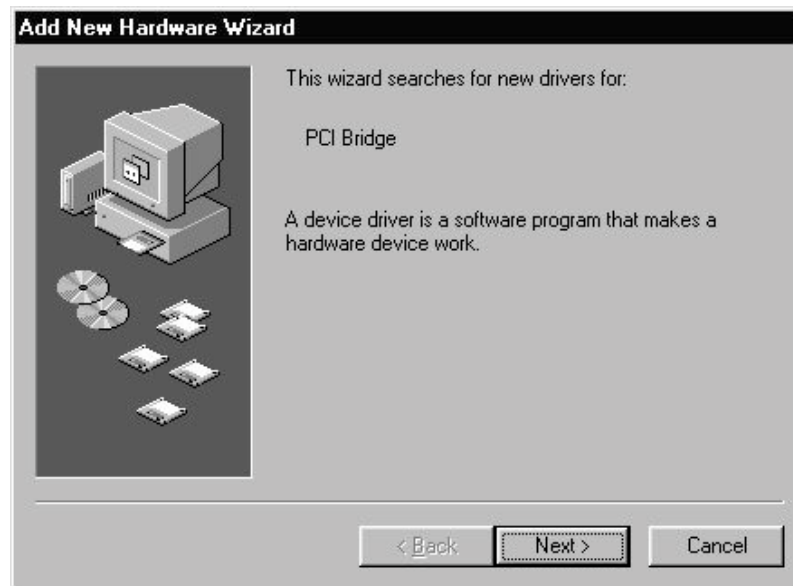 Add New Hardware Wizard
This wizard searches for new drivers for:
PCI Bridge
A device driver is a software program that makes a
hardware device work.
< Back
Next >
Cancel